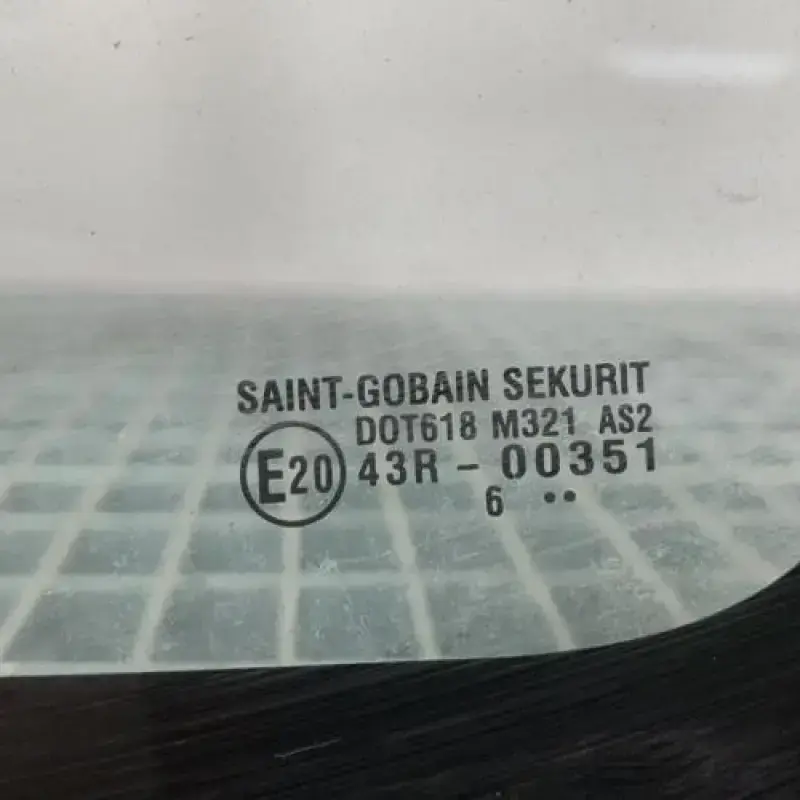 SAINT-GOBAIN SEKURIT
DOT618 M321 AS2
E20 43R - 00351
6 ••